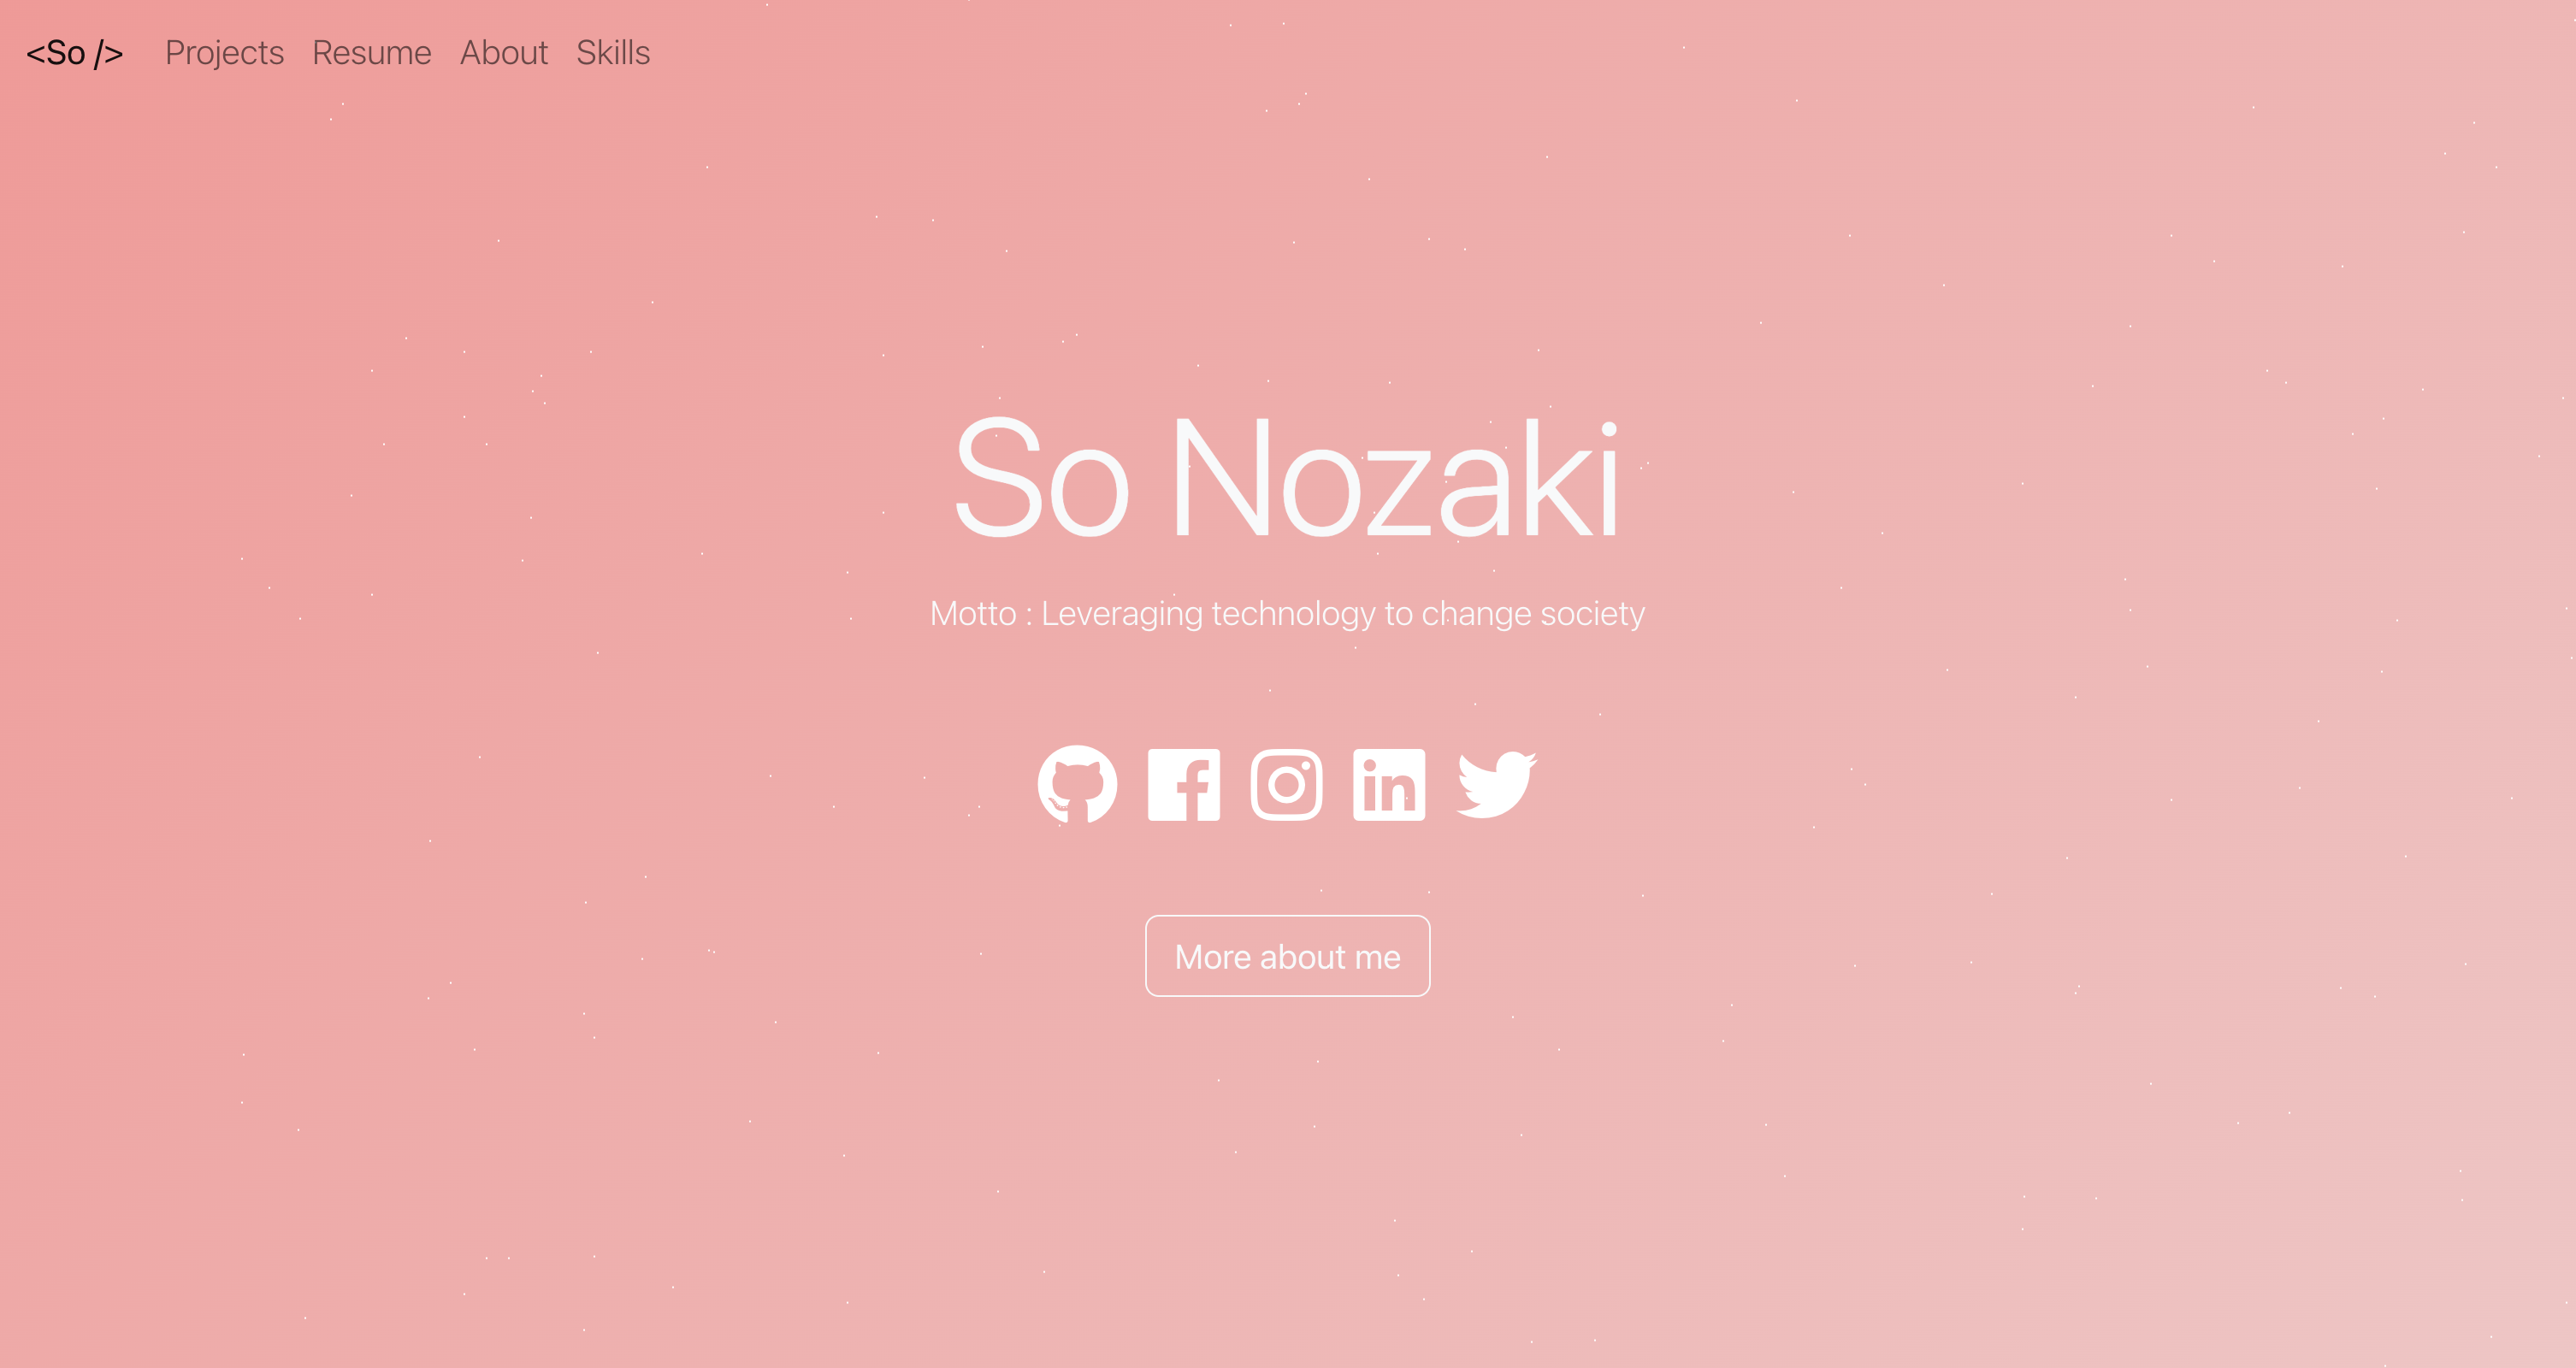 <So /> Projects Resume About Skills
So Nozaki
Motto : Leveraging technology to change society
More about me